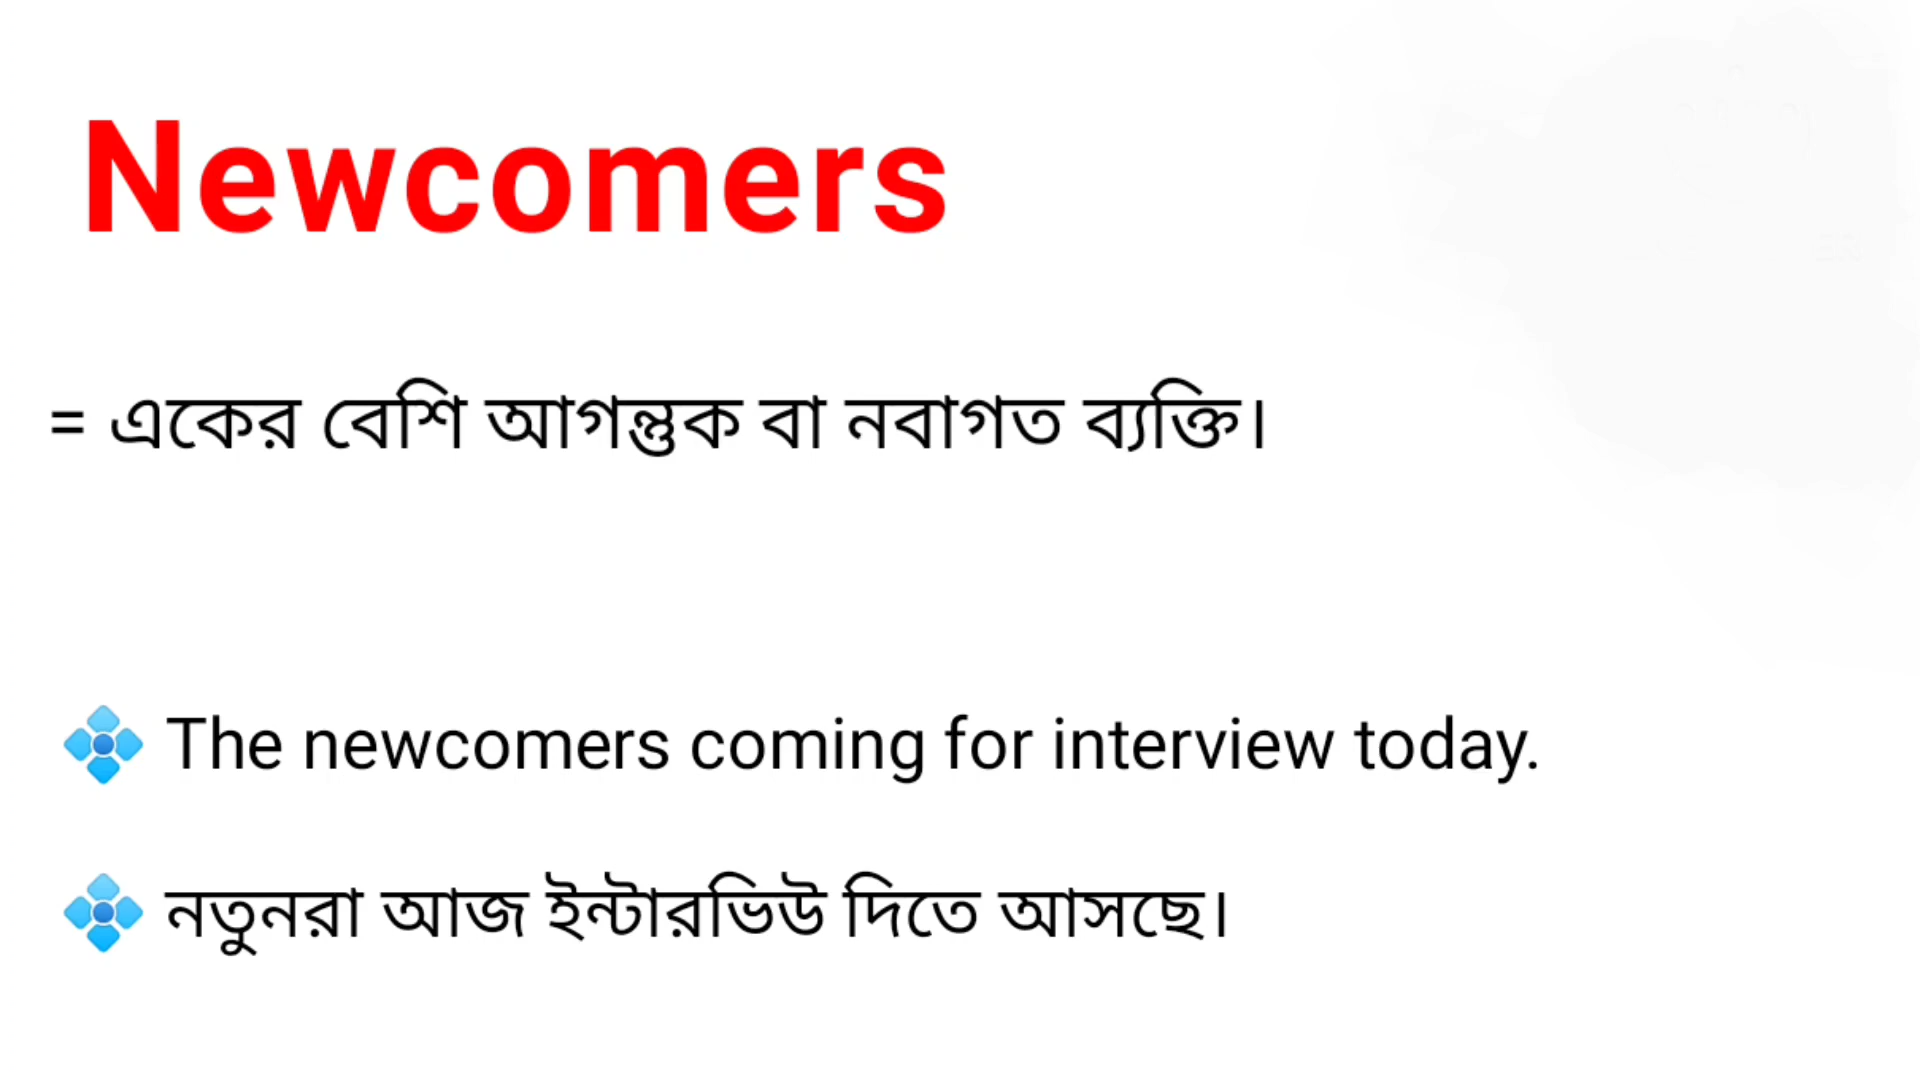 Newcomers
= একের বেশি আগন্তুক বা নবাগত ব্যক্তি।
💠 The newcomers coming for interview today.
💠 নতুনরা আজ ইন্টারভিউ দিতে আসছে।